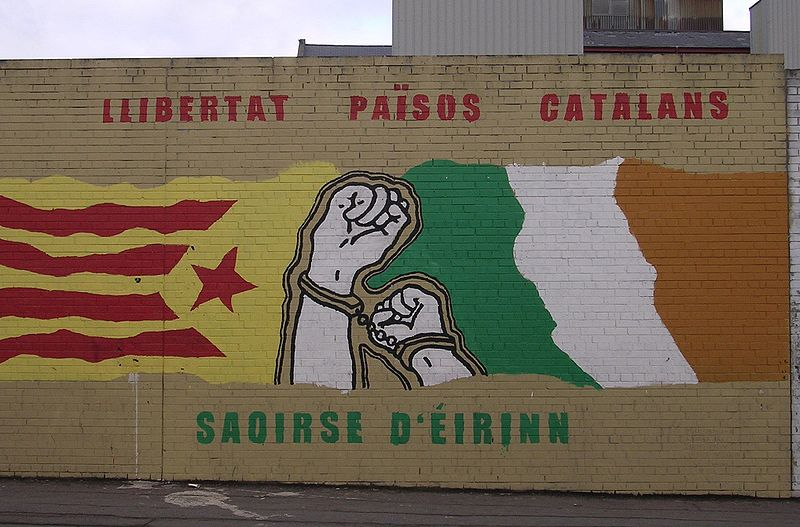 LLIBERTAT PAÏSOS CATALANS
SAOIRSE D'ÉIRINN